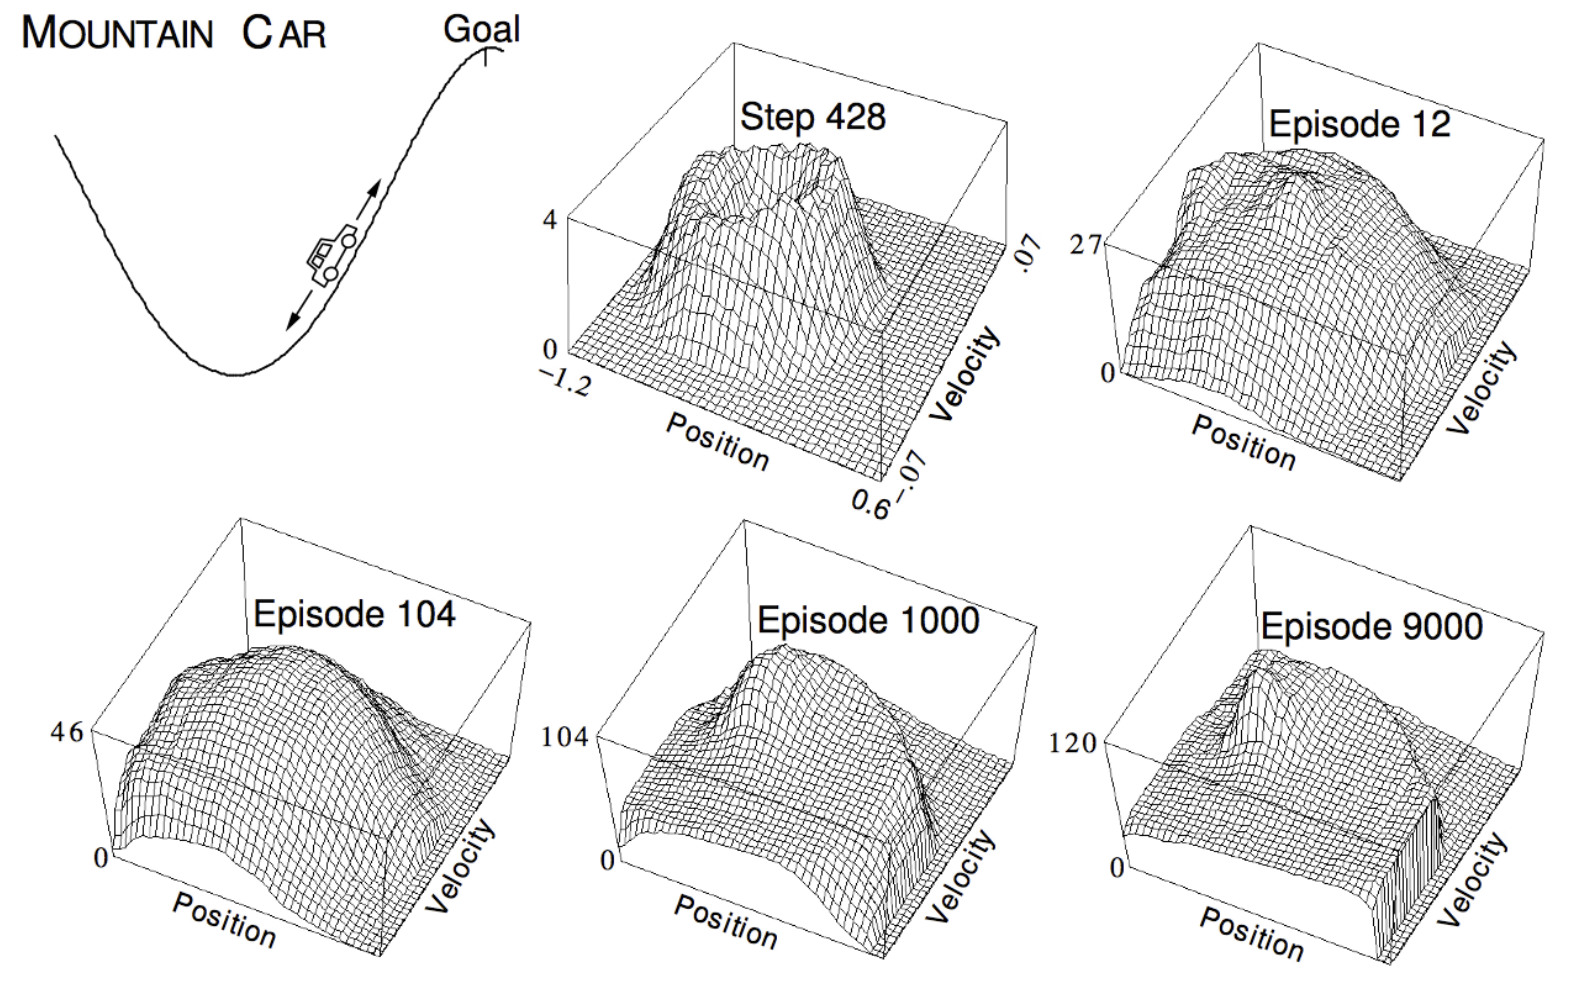 MOUNTAIN CAR
Goal
Step 428
4
0
−1.2
Position
0.6
−.07
Velocity
.07
Episode 12
27
0
Position
Velocity
Episode 104
46
0
Position
Velocity
Episode 1000
104
0
Position
Velocity
Episode 9000
120
0
Position
Velocity